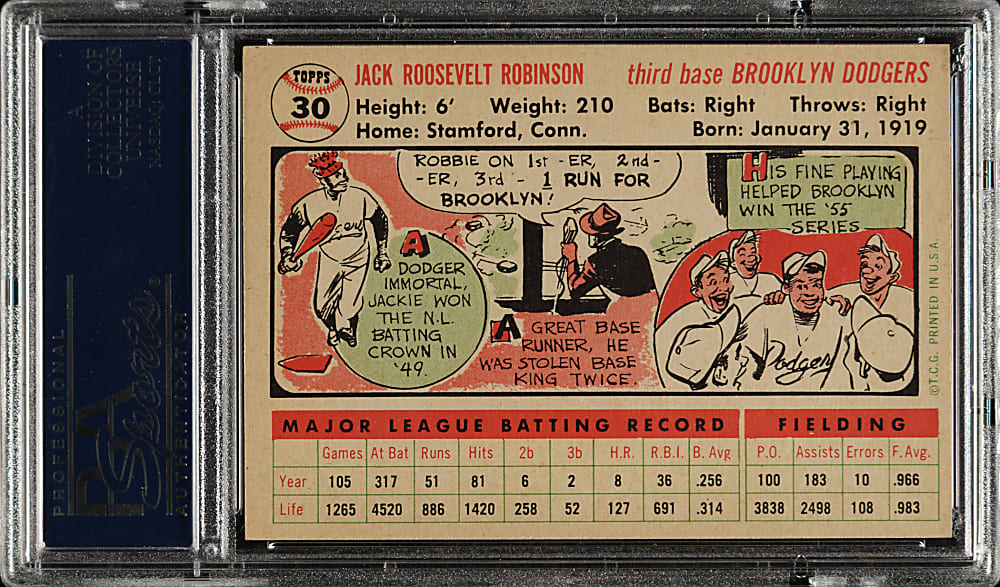 A
DIVISION OF
COLLECTORS
UNIVERSE
NASDAQ: CLCT
PSA
Sports ®
PROFESSIONAL
AUTHENTICATOR
TOPPS
30
JACK ROOSEVELT ROBINSON third base BROOKLYN DODGERS
Height: 6' Weight: 210 Bats: Right Throws: Right
Home: Stamford, Conn. Born: January 31, 1919
ROBBIE ON 1st -ER, 2nd-
-ER, 3rd - 1 RUN FOR
BROOKLYN!
A
DODGER
IMMORTAL,
JACKIE WON
THE N.L.
BATTING
CROWN IN
'49.
A GREAT BASE
RUNNER, HE
WAS STOLEN BASE
KING TWICE.
HIS FINE PLAYING
HELPED BROOKLYN
WIN THE '55
SERIES
Dodgers
© T.C.G. PRINTED IN U.S.A.
MAJOR LEAGUE BATTING RECORD FIELDING
Games At Bat Runs Hits 2b 3b H.R. R.B.I. B. Avg P.O. Assists Errors F. Avg.
Year 105 317 51 81 6 2 8 36 .256 100 183 10 .966
Life 1265 4520 886 1420 258 52 127 691 .314 3838 2498 108 .983